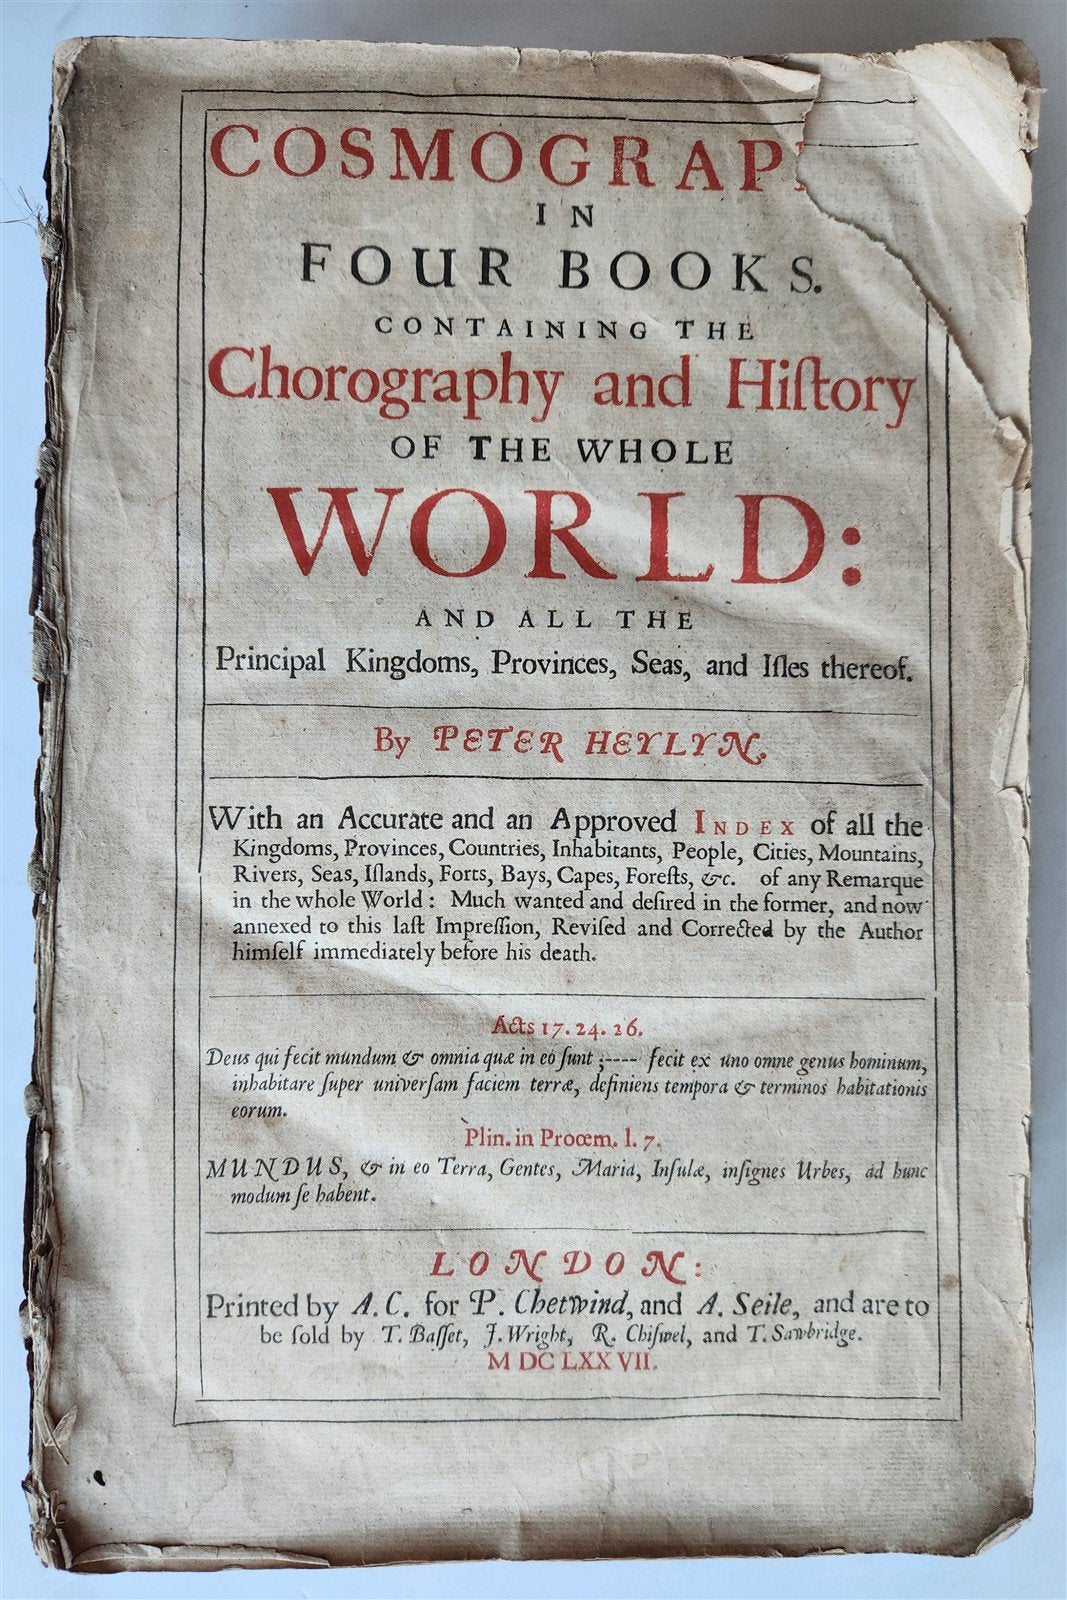 COSMOGRAP
IN
FOUR BOOKS.
CONTAINING THE
Chorography and Hiſtory
OF THE WHOLE
WORLD:
AND ALL THE
Principal Kingdoms, Provinces, Seas, and Iſles thereof.
By PETER HEYLYN.
With an Accurate and an Approved INDEX of all the
Kingdoms, Provinces, Countries, Inhabitants, People, Cities, Mountains,
Rivers, Seas, Iſlands, Forts, Bays, Capes, Foreſts, &c. of any Remarque
in the whole World: Much wanted and deſired in the former, and now
annexed to this laſt Impreſſion, Reviſed and Corrected by the Author
himſelf immediately before his death.
Acts 17. 24. 26.
Deus qui fecit mundum & omnia quæ in eo ſunt ;---- fecit ex uno omne genus hominum,
inhabitare ſuper univerſam faciem terræ, definiens tempora & terminos habitationis
eorum.
Plin. in Proœm. l. 7.
MUNDUS, & in eo Terra, Gentes, Maria, Inſulæ, inſignes Urbes, ad hunc
modum ſe habent.
LONDON:
Printed by A.C. for P. Chetwind, and A. Seile, and are to
be ſold by T. Baſſet, J. Wright, R. Chiſwel, and T. Sawbridge.
M DC LXX VII.